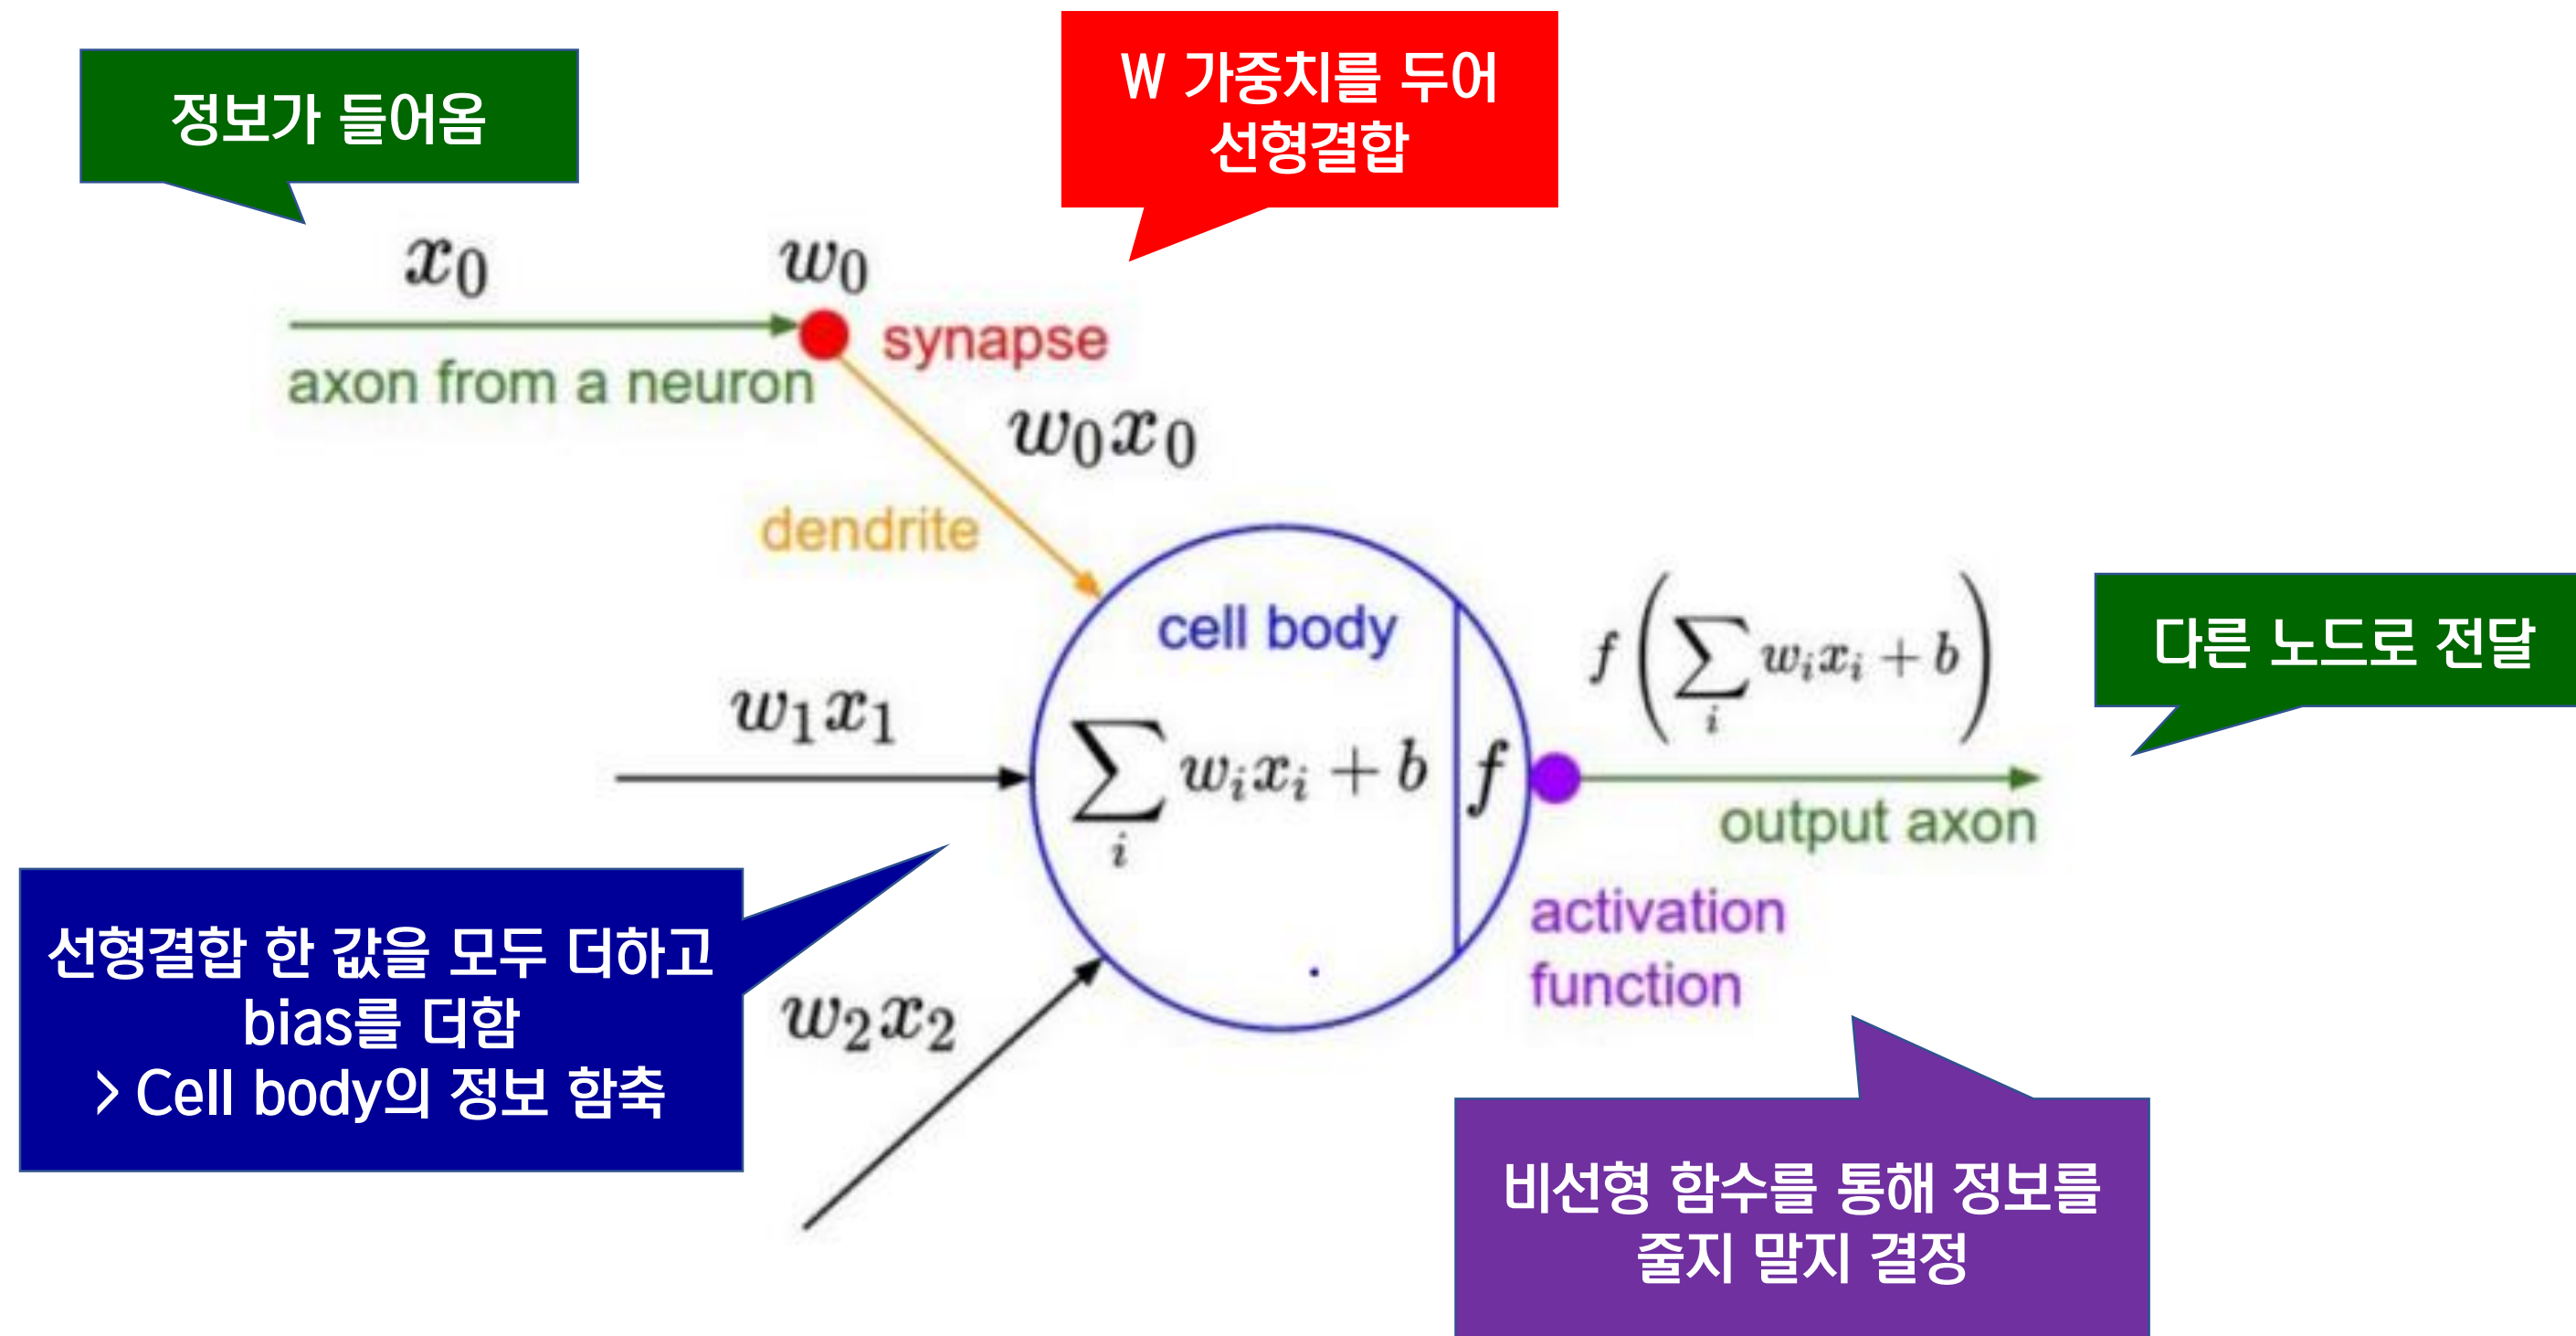 정보가 들어옴
W 가중치를 두어
선형결합
x₀
w₀
synapse
axon from a neuron
w₀x₀
dendrite
cell body
f(∑ᵢ wᵢxᵢ + b)
다른 노드로 전달
w₁x₁
∑ᵢ wᵢxᵢ + b
f
output axon
activation
function
선형결합 한 값을 모두 더하고
bias를 더함
> Cell body의 정보 함축
w₂x₂
비선형 함수를 통해 정보를
줄지 말지 결정